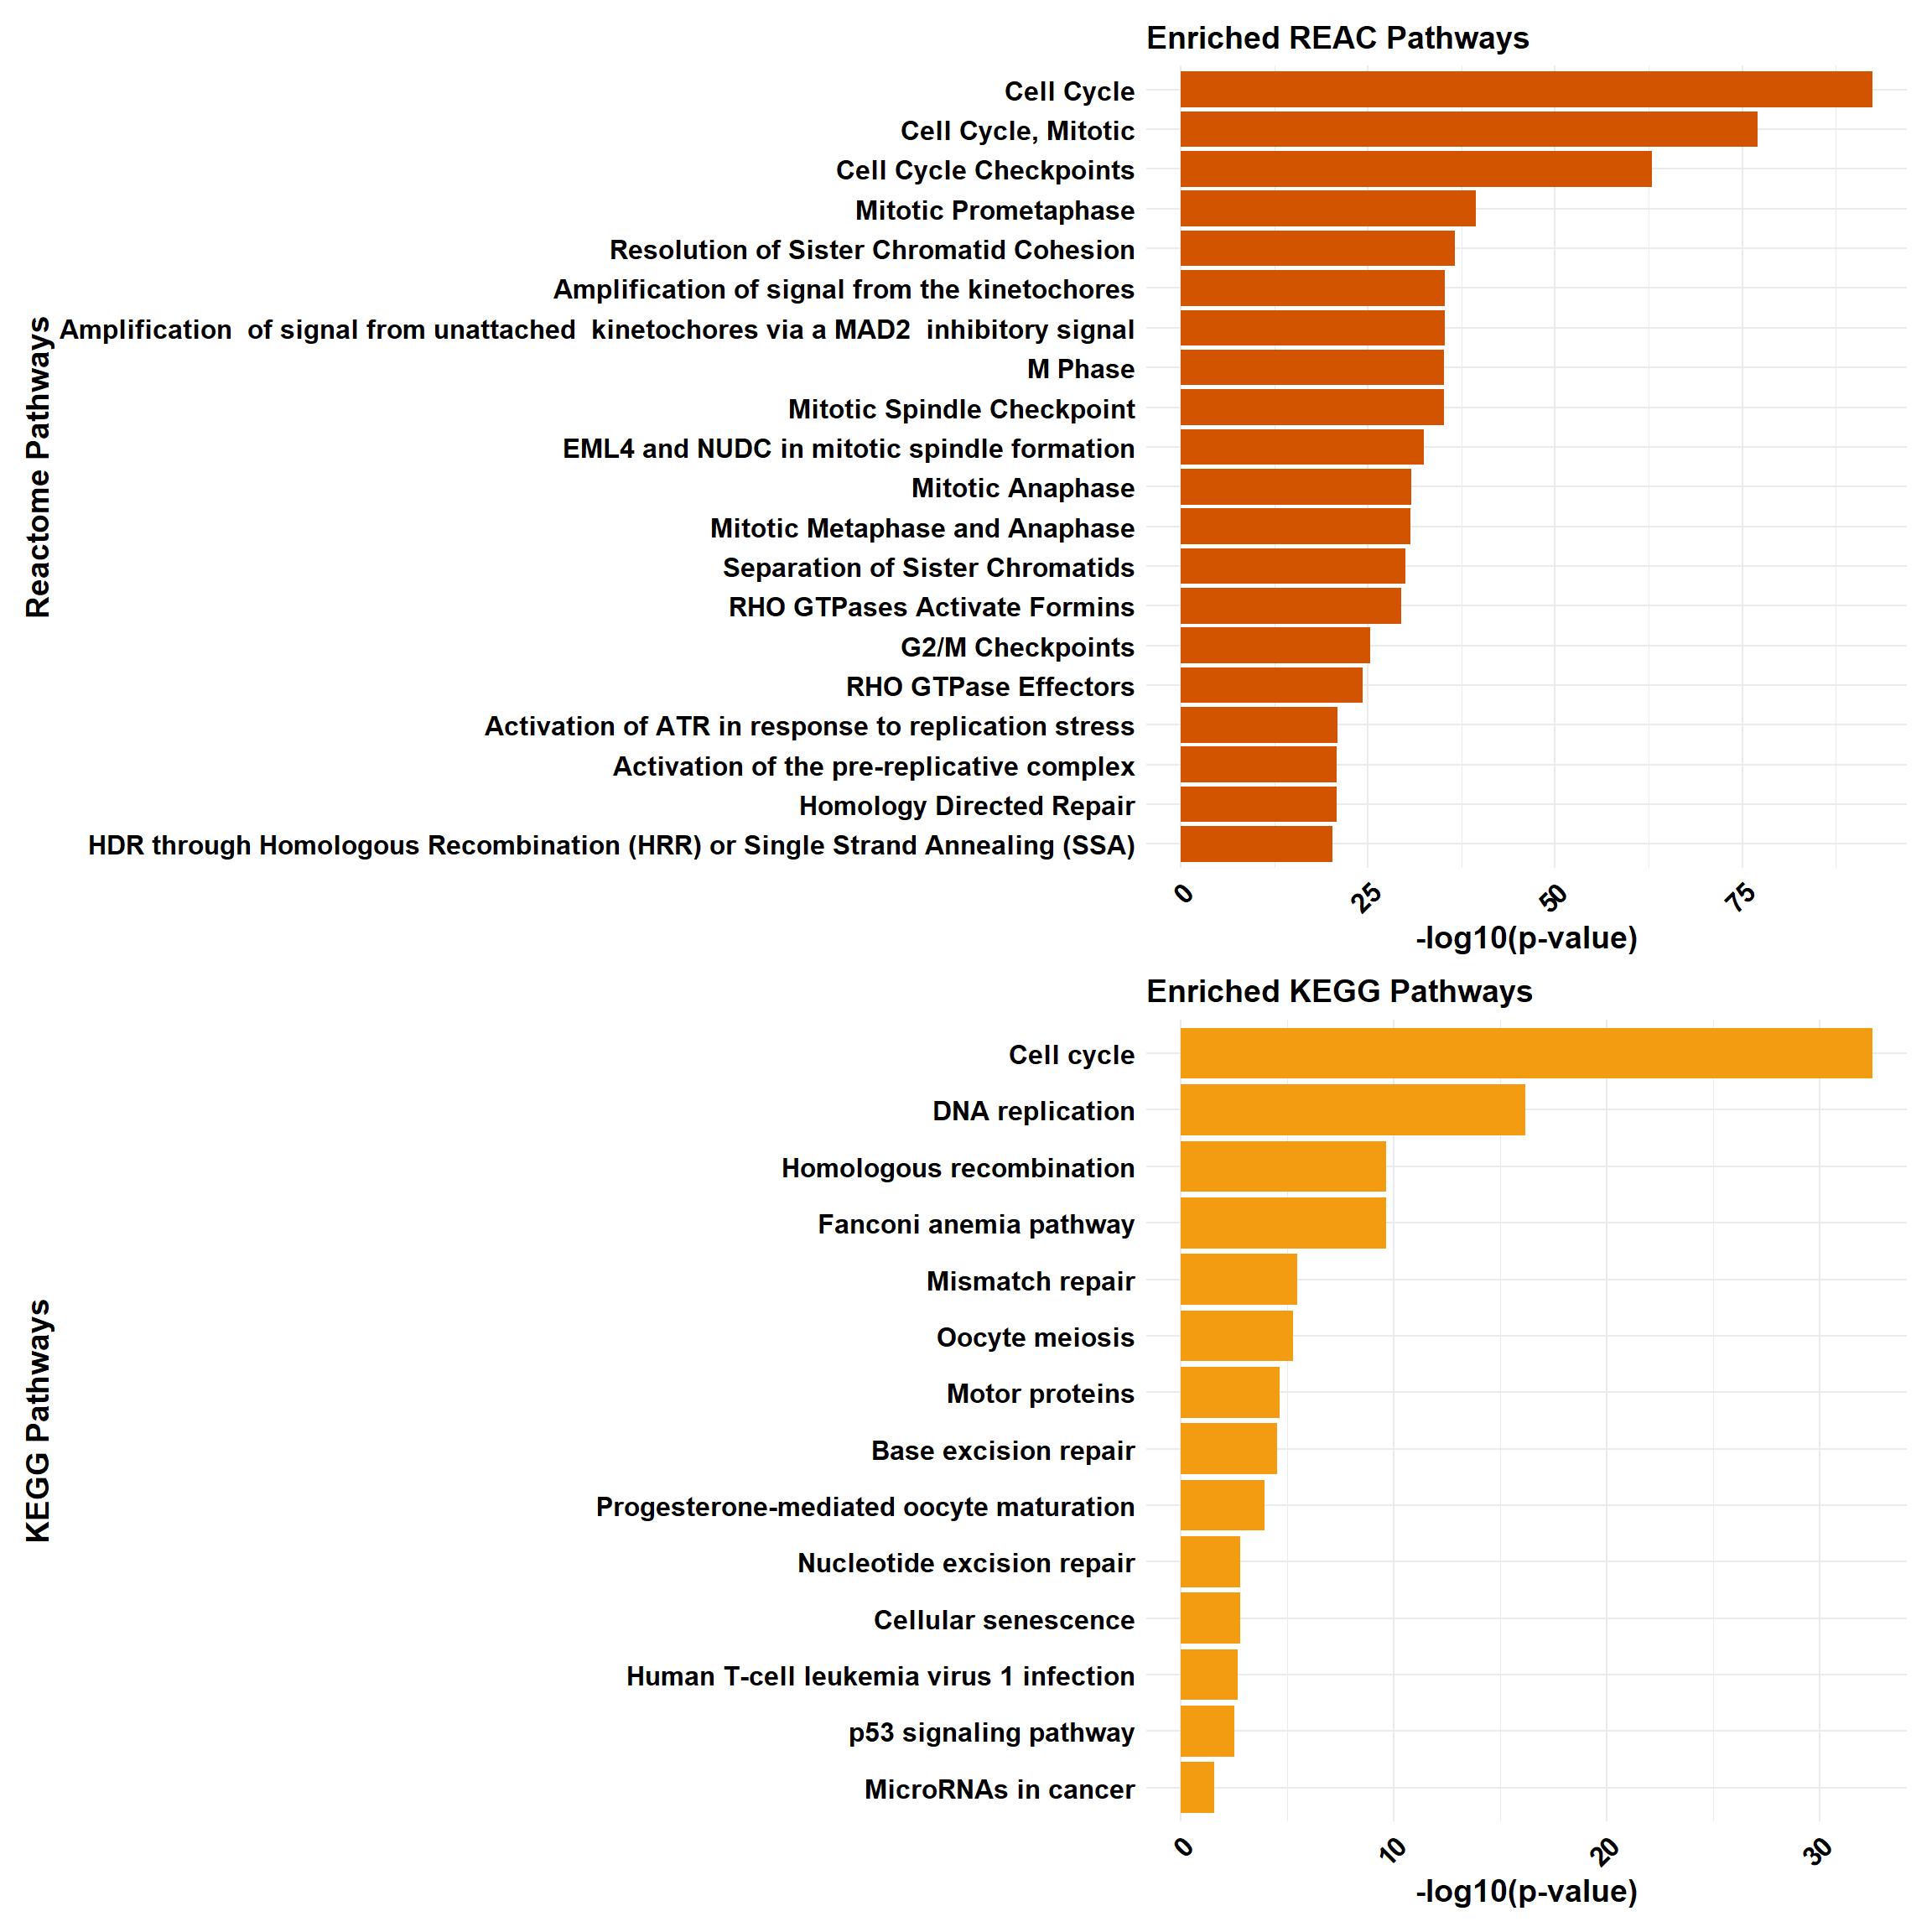 Enriched REAC Pathways
Reactome Pathways
Cell Cycle
Cell Cycle, Mitotic
Cell Cycle Checkpoints
Mitotic Prometaphase
Resolution of Sister Chromatid Cohesion
Amplification of signal from the kinetochores
Amplification  of signal from unattached  kinetochores via a MAD2  inhibitory signal
M Phase
Mitotic Spindle Checkpoint
EML4 and NUDC in mitotic spindle formation
Mitotic Anaphase
Mitotic Metaphase and Anaphase
Separation of Sister Chromatids
RHO GTPases Activate Formins
G2/M Checkpoints
RHO GTPase Effectors
Activation of ATR in response to replication stress
Activation of the pre-replicative complex
Homology Directed Repair
HDR through Homologous Recombination (HRR) or Single Strand Annealing (SSA)
0 25 50 75
-log10(p-value)
Enriched KEGG Pathways
KEGG Pathways
Cell cycle
DNA replication
Homologous recombination
Fanconi anemia pathway
Mismatch repair
Oocyte meiosis
Motor proteins
Base excision repair
Progesterone-mediated oocyte maturation
Nucleotide excision repair
Cellular senescence
Human T-cell leukemia virus 1 infection
p53 signaling pathway
MicroRNAs in cancer
0 10 20 30
-log10(p-value)